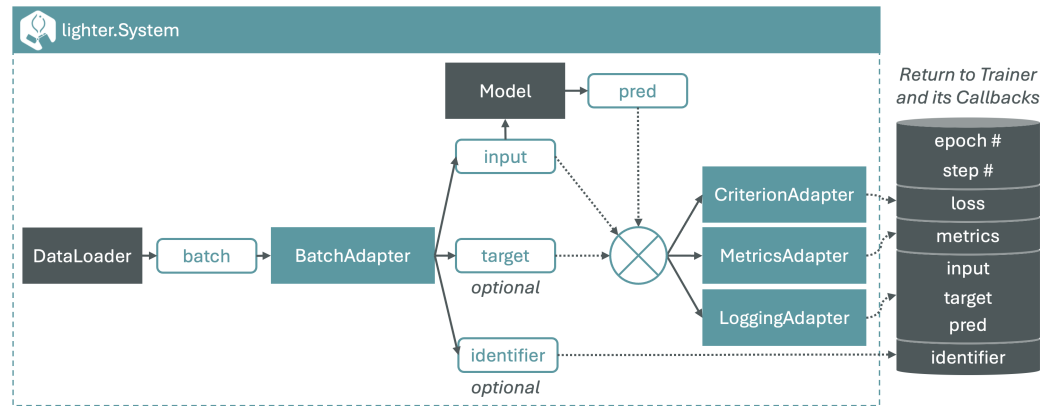 lighter.System
Return to Trainer
and its Callbacks
Model
pred
epoch #
step #
input
CriterionAdapter
loss
DataLoader
batch
BatchAdapter
target
optional
MetricsAdapter
metrics
input
target
pred
LoggingAdapter
identifier
optional
identifier